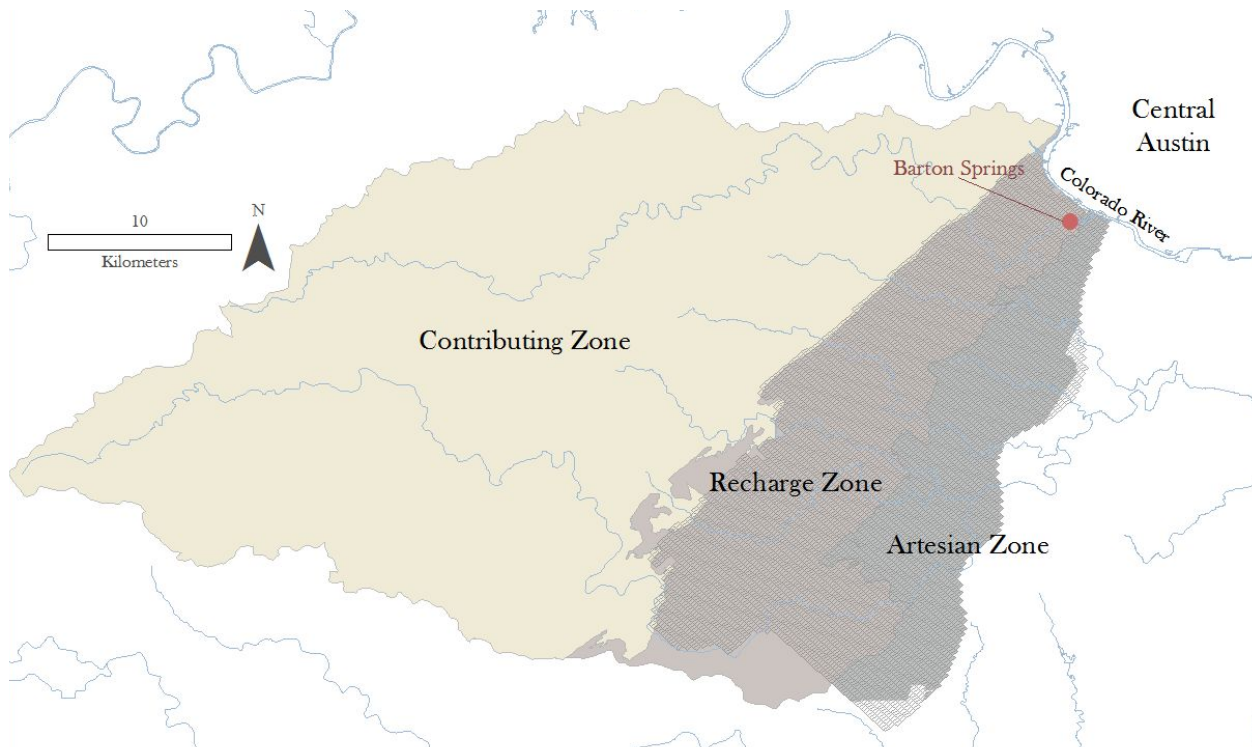 Central
Austin
Barton Springs
Colorado River
10
N
Kilometers
Contributing Zone
Recharge Zone
Artesian Zone